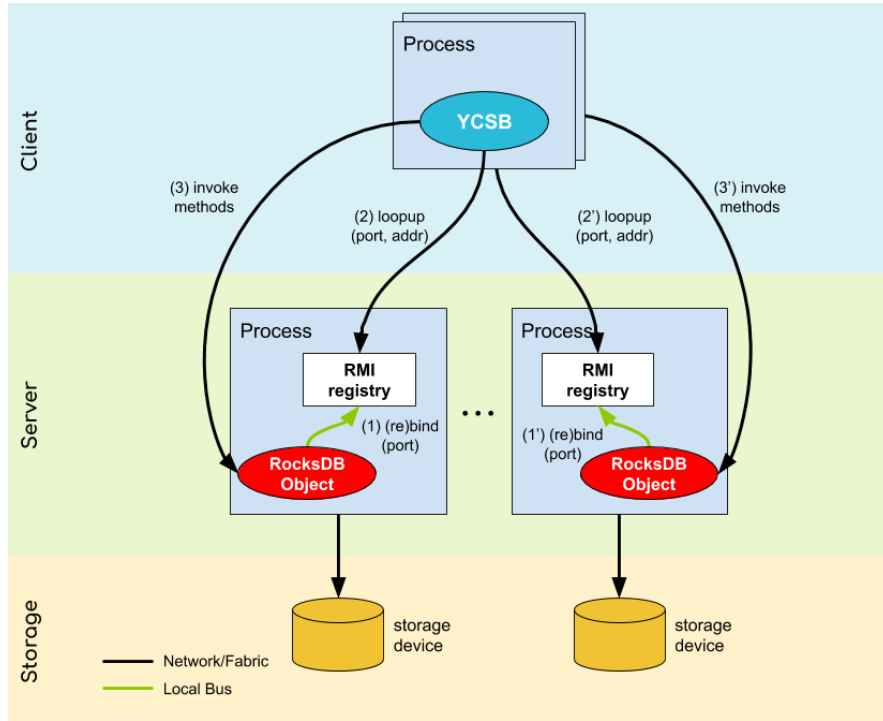 Client
Process
YCSB
(3) invoke
methods
(2) loopup
(port, addr)
(2’) loopup
(port, addr)
(3’) invoke
methods
Server
Process
RMI
registry
(1) (re)bind
(port)
RocksDB
Object
...
Process
RMI
registry
(1’) (re)bind
(port)
RocksDB
Object
Storage
storage
device
storage
device
Network/Fabric
Local Bus